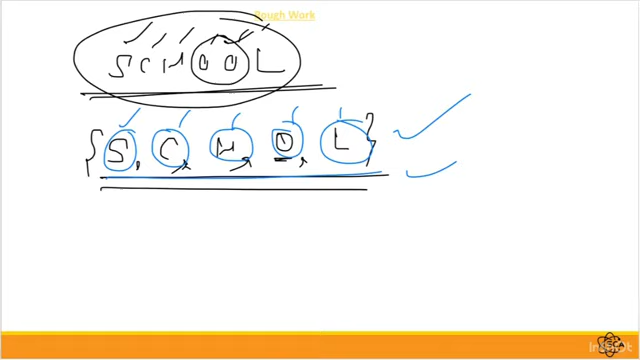 Rough Work
SCHOOL
{S, C, H, O, L}